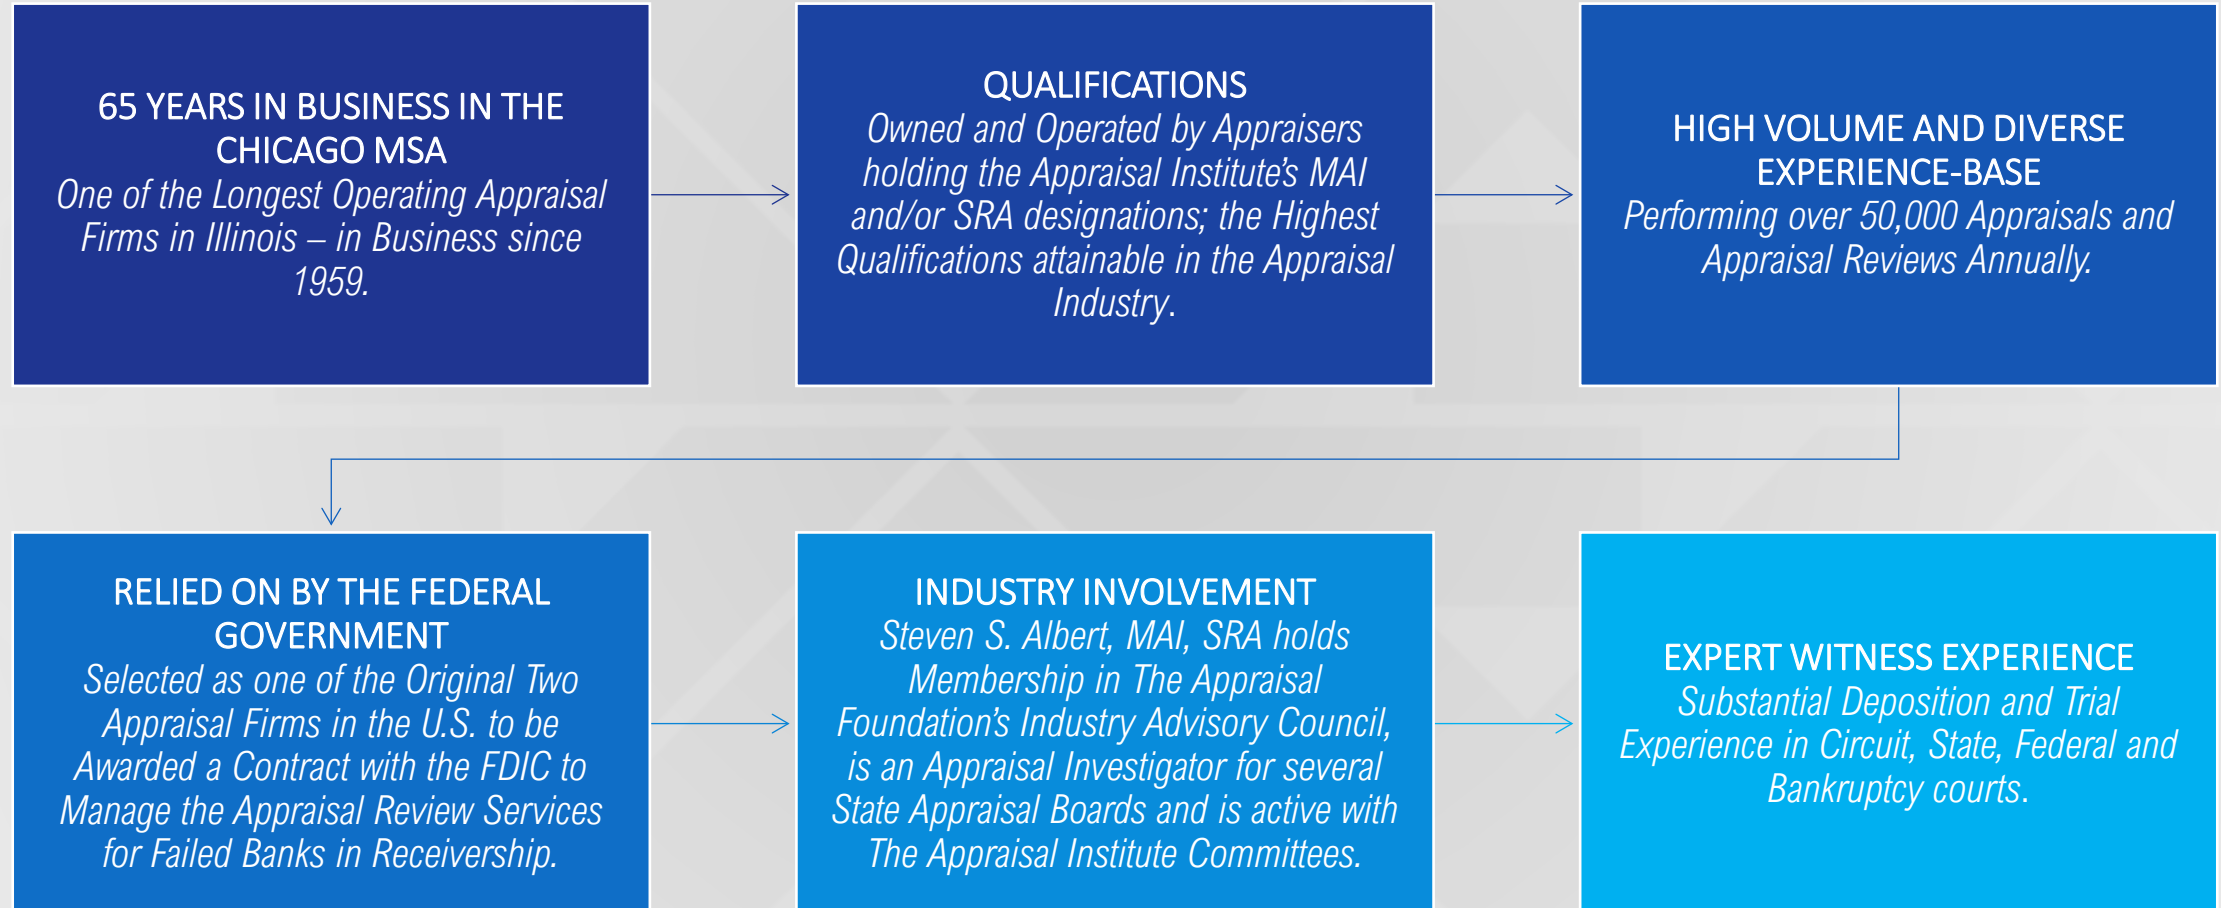 65 YEARS IN BUSINESS IN THE
CHICAGO MSA
One of the Longest Operating Appraisal
Firms in Illinois – in Business since
1959.
QUALIFICATIONS
Owned and Operated by Appraisers
holding the Appraisal Institute’s MAI
and/or SRA designations; the Highest
Qualifications attainable in the Appraisal
Industry.
HIGH VOLUME AND DIVERSE
EXPERIENCE-BASE
Performing over 50,000 Appraisals and
Appraisal Reviews Annually.
RELIED ON BY THE FEDERAL
GOVERNMENT
Selected as one of the Original Two
Appraisal Firms in the U.S. to be
Awarded a Contract with the FDIC to
Manage the Appraisal Review Services
for Failed Banks in Receivership.
INDUSTRY INVOLVEMENT
Steven S. Albert, MAI, SRA holds
Membership in The Appraisal
Foundation’s Industry Advisory Council,
is an Appraisal Investigator for several
State Appraisal Boards and is active with
The Appraisal Institute Committees.
EXPERT WITNESS EXPERIENCE
Substantial Deposition and Trial
Experience in Circuit, State, Federal and
Bankruptcy courts.